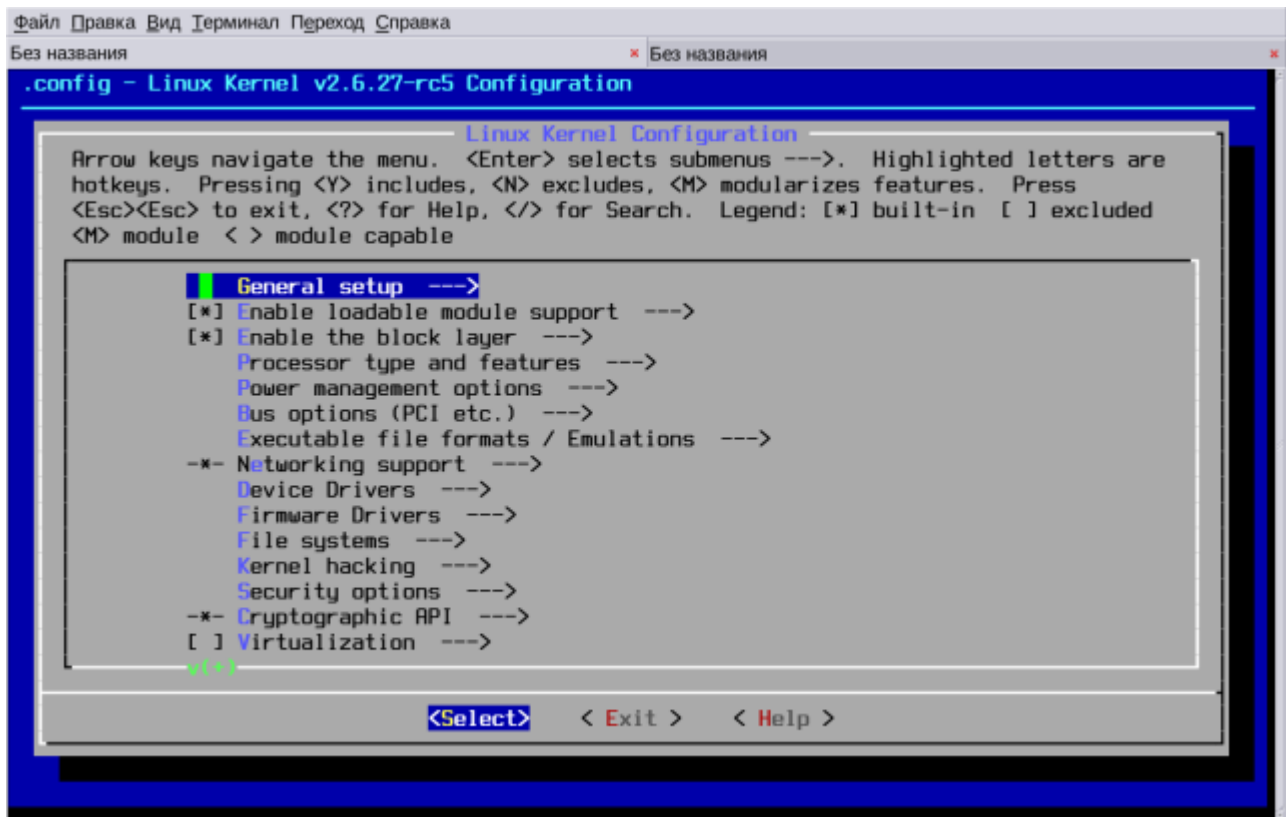 Файл Правка Вид Терминал Переход Справка
Без названия Без названия
.config - Linux Kernel v2.6.27-rc5 Configuration
Linux Kernel Configuration
Arrow keys navigate the menu. <Enter> selects submenus --->. Highlighted letters are
hotkeys. Pressing <Y> includes, <N> excludes, <M> modularizes features. Press
<Esc><Esc> to exit, <?> for Help, </> for Search. Legend: [*] built-in [ ] excluded
<M> module < > module capable
General setup --->
[*] Enable loadable module support --->
[*] Enable the block layer --->
Processor type and features --->
Power management options --->
Bus options (PCI etc.) --->
Executable file formats / Emulations --->
-*- Networking support --->
Device Drivers --->
Firmware Drivers --->
File systems --->
Kernel hacking --->
Security options --->
-*- Cryptographic API --->
[ ] Virtualization --->
v(+)
<Select> < Exit > < Help >